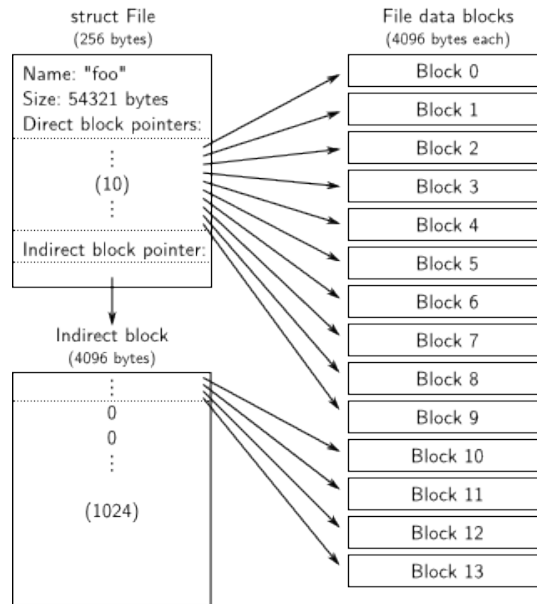 struct File
(256 bytes)
Name: "foo"
Size: 54321 bytes
Direct block pointers:
⋮
(10)
⋮
Indirect block pointer:
Indirect block
(4096 bytes)
⋮
0
0
⋮
(1024)
File data blocks
(4096 bytes each)
Block 0
Block 1
Block 2
Block 3
Block 4
Block 5
Block 6
Block 7
Block 8
Block 9
Block 10
Block 11
Block 12
Block 13